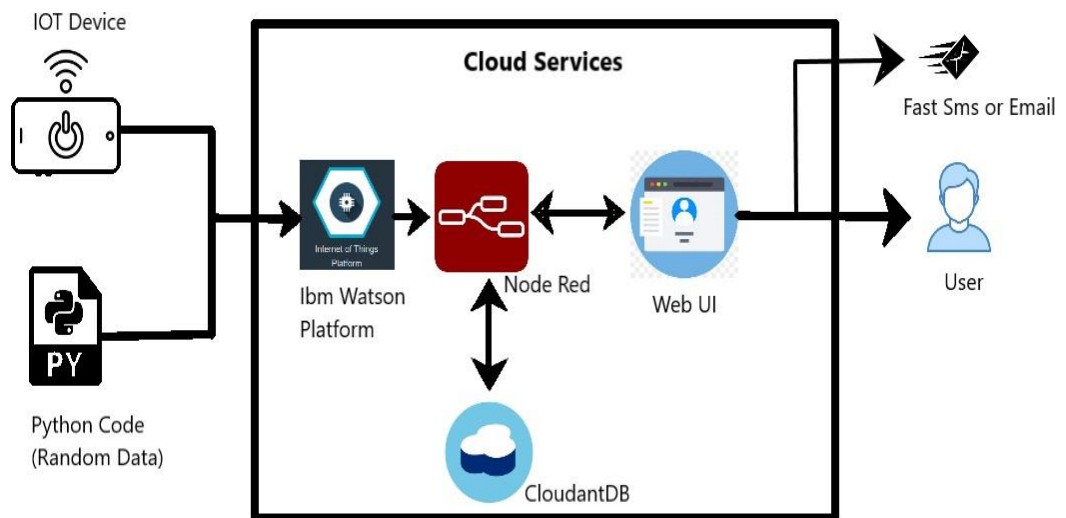 IOT Device
Cloud Services
Fast Sms or Email
Internet of Things
Platform
Ibm Watson
Platform
Node Red
Web UI
User
PY
Python Code
(Random Data)
CloudantDB